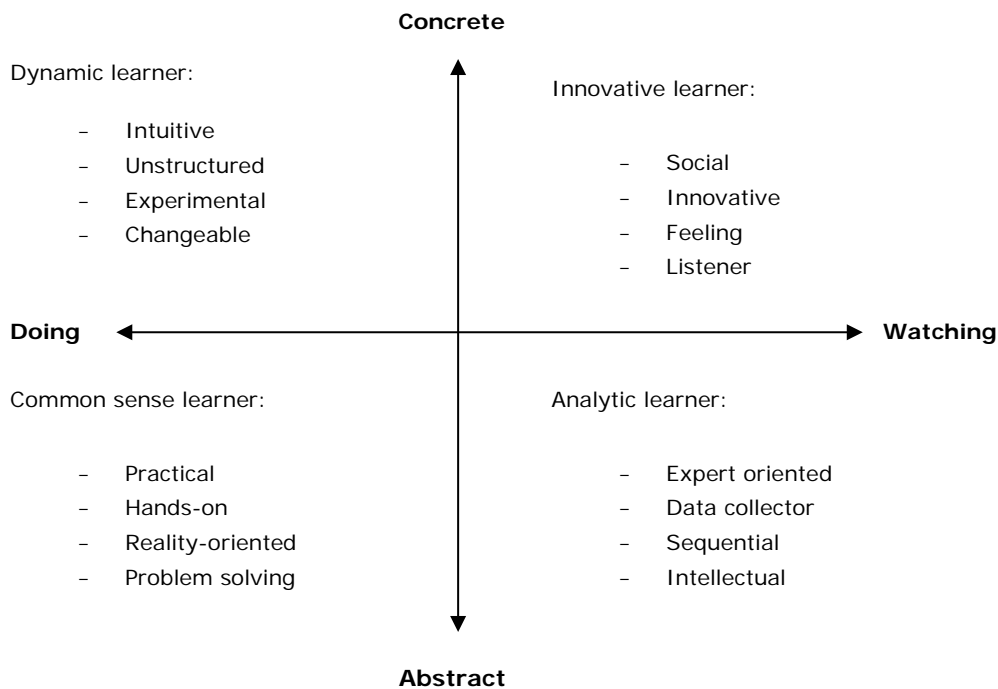 Concrete
Dynamic learner:
– Intuitive
– Unstructured
– Experimental
– Changeable
Innovative learner:
– Social
– Innovative
– Feeling
– Listener
Doing
Watching
Common sense learner:
– Practical
– Hands-on
– Reality-oriented
– Problem solving
Analytic learner:
– Expert oriented
– Data collector
– Sequential
– Intellectual
Abstract